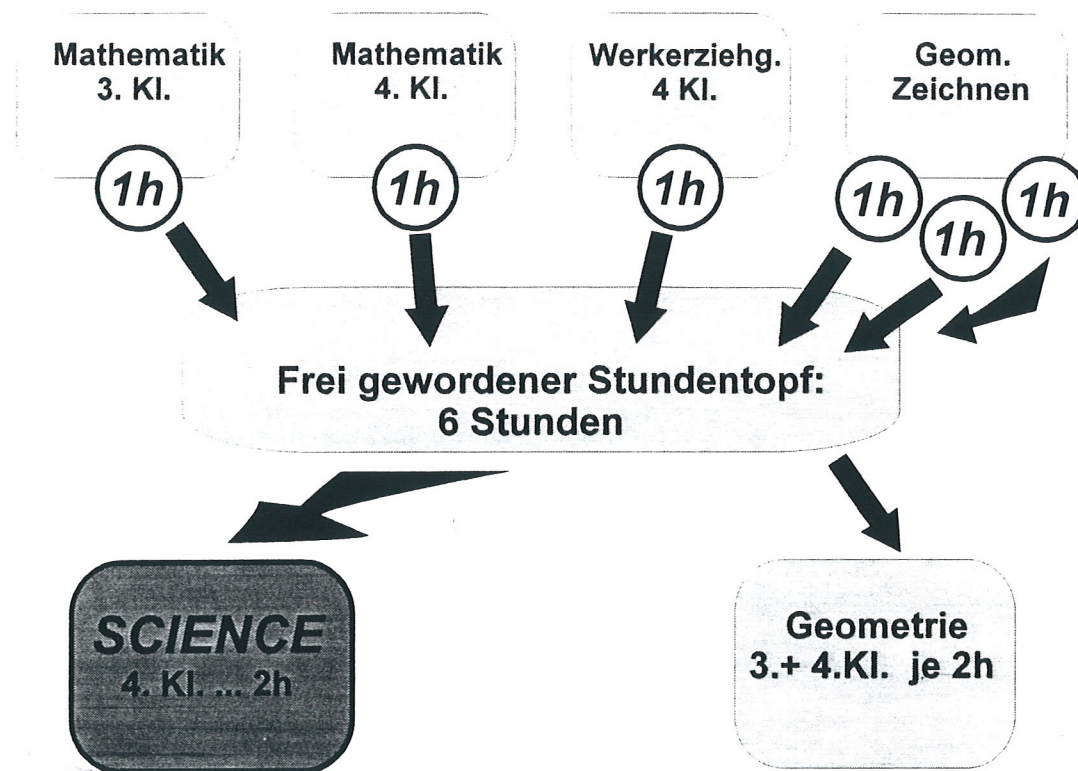 Mathematik
3. Kl.
Mathematik
4. Kl.
Werkerziehg.
4 Kl.
Geom.
Zeichnen
1h
1h
1h
1h
1h
1h
Frei gewordener Stundentopf:
6 Stunden
SCIENCE
4. Kl. ... 2h
Geometrie
3.+ 4.Kl. je 2h